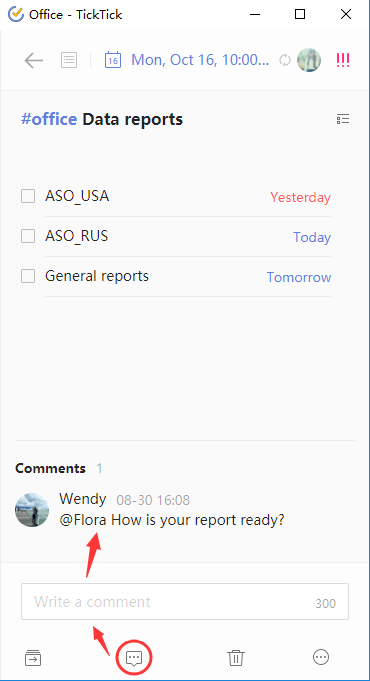 Office - TickTick
16 Mon, Oct 16, 10:00... !!!
#office Data reports
ASO_USA Yesterday
ASO_RUS Today
General reports Tomorrow
Comments 1
Wendy 08-30 16:08
@Flora How is your report ready?
Write a comment 300